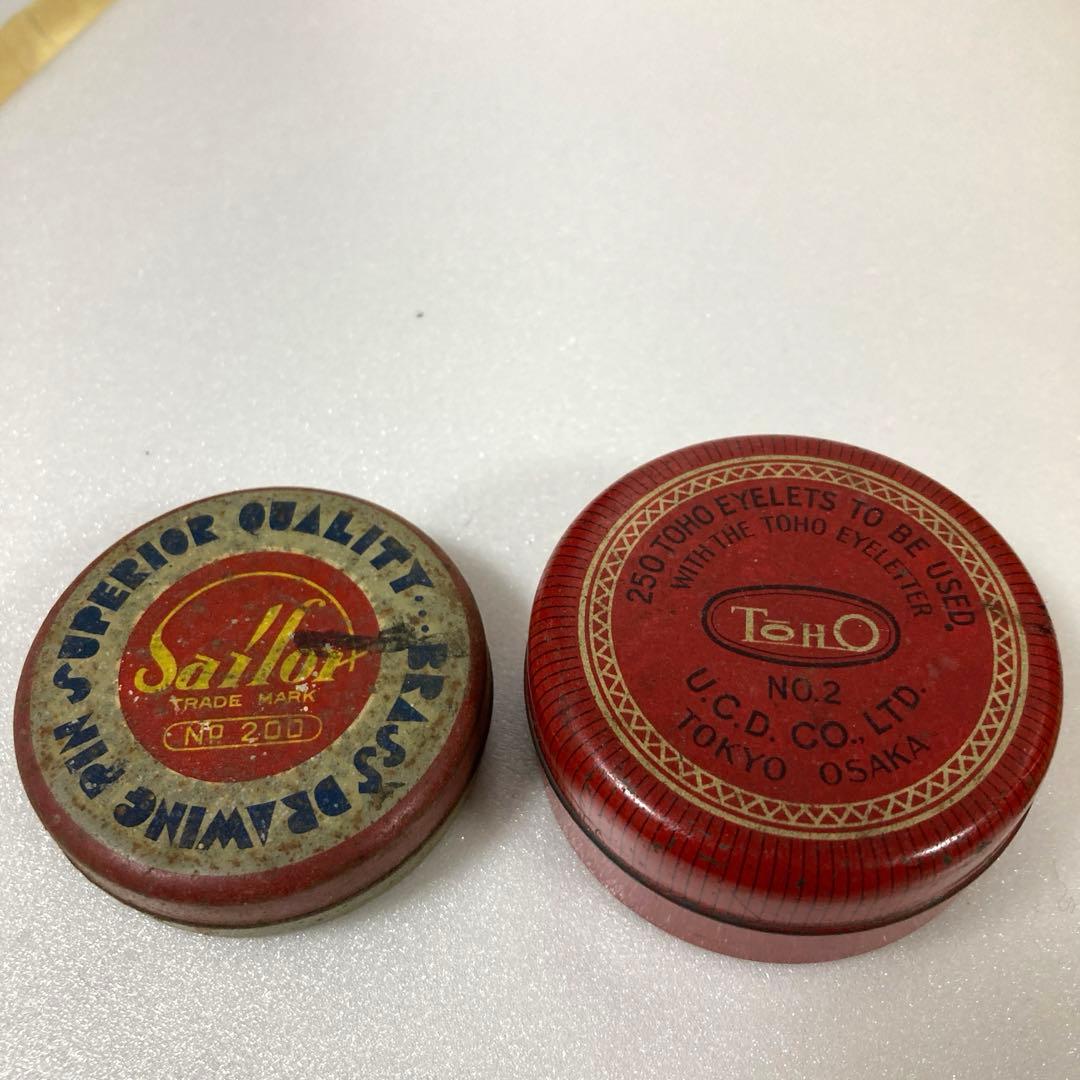 SUPERIOR QUALITY...BRASS DRAWING PIN
Sailor
TRADE MARK
No 200
250 TOHO EYELETS TO BE USED.
WITH THE TOHO EYELETTER
TOHO
NO.2
U.C.D. CO., LTD.
TOKYO OSAKA